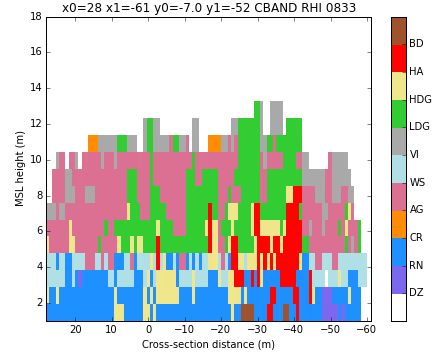 x0=28 x1=-61 y0=-7.0 y1=-52 CBAND RHI 0833
18
16
14
12
10
8
6
4
2
MSL height (m)
20 10 0 −10 −20 −30 −40 −50 −60
Cross-section distance (m)
BD
HA
HDG
LDG
VI
WS
AG
CR
RN
DZ